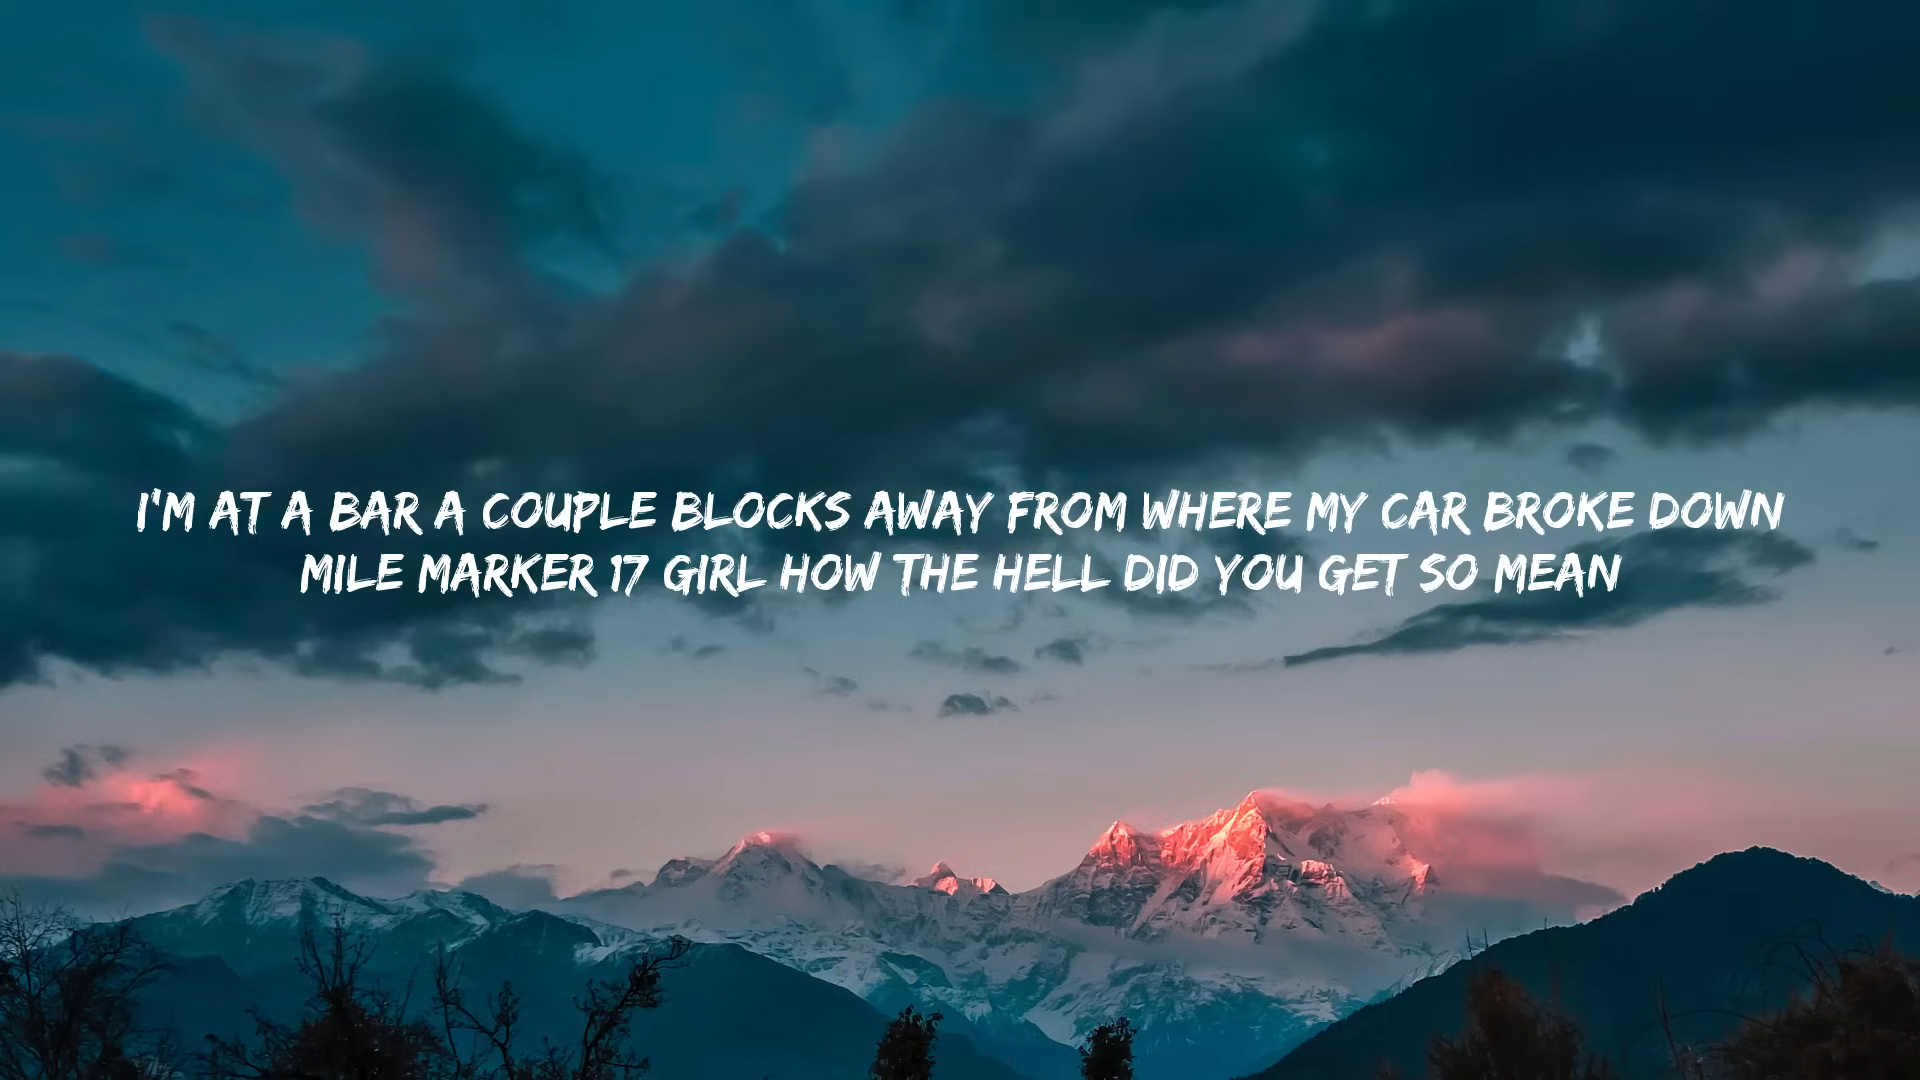 I'M AT A BAR A COUPLE BLOCKS AWAY FROM WHERE MY CAR BROKE DOWN
MILE MARKER 17 GIRL HOW THE HELL DID YOU GET SO MEAN